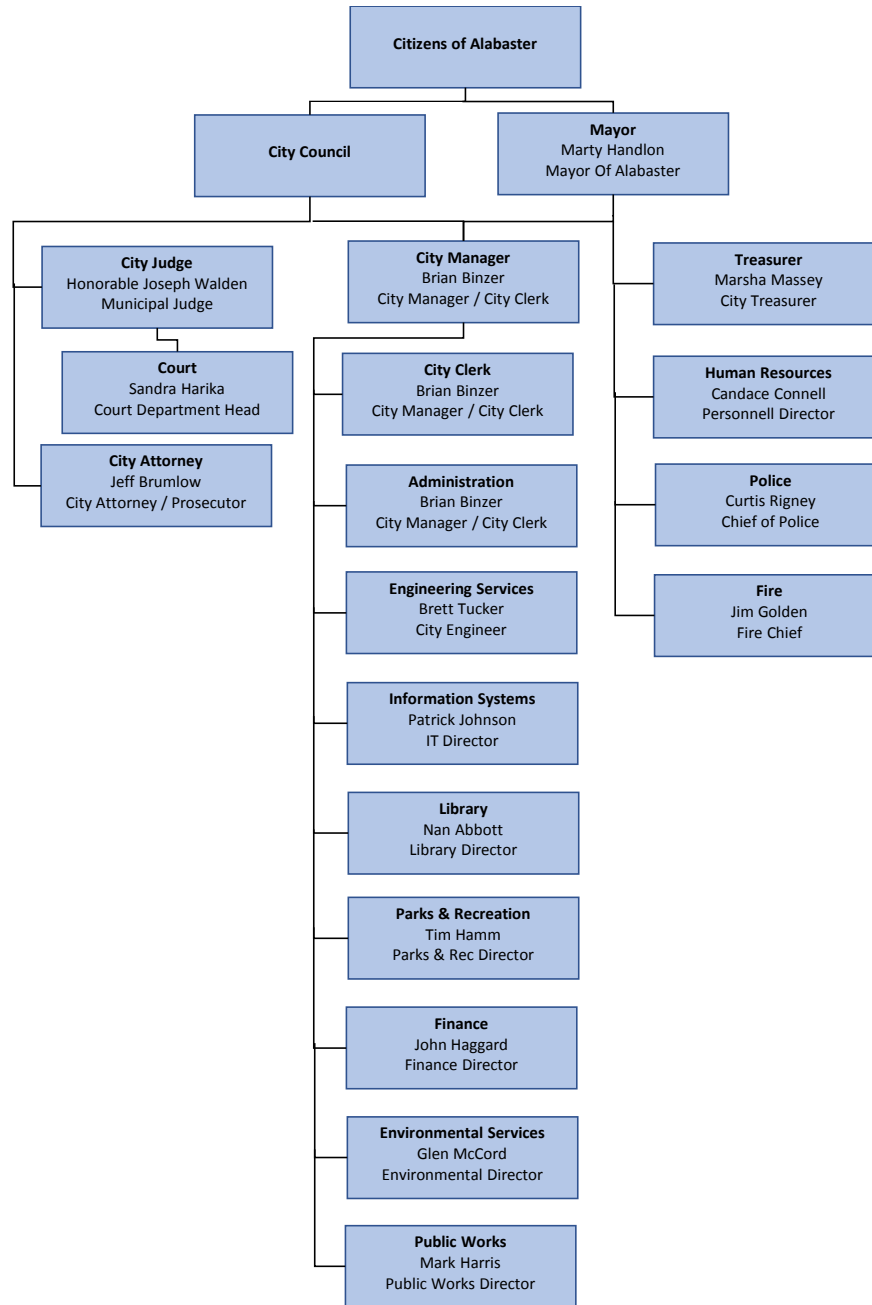 Citizens of Alabaster
City Council
Mayor
Marty Handlon
Mayor Of Alabaster
City Judge
Honorable Joseph Walden
Municipal Judge
Court
Sandra Harika
Court Department Head
City Attorney
Jeff Brumlow
City Attorney / Prosecutor
City Manager
Brian Binzer
City Manager / City Clerk
City Clerk
Brian Binzer
City Manager / City Clerk
Administration
Brian Binzer
City Manager / City Clerk
Engineering Services
Brett Tucker
City Engineer
Information Systems
Patrick Johnson
IT Director
Library
Nan Abbott
Library Director
Parks & Recreation
Tim Hamm
Parks & Rec Director
Finance
John Haggard
Finance Director
Environmental Services
Glen McCord
Environmental Director
Public Works
Mark Harris
Public Works Director
Treasurer
Marsha Massey
City Treasurer
Human Resources
Candace Connell
Personnell Director
Police
Curtis Rigney
Chief of Police
Fire
Jim Golden
Fire Chief